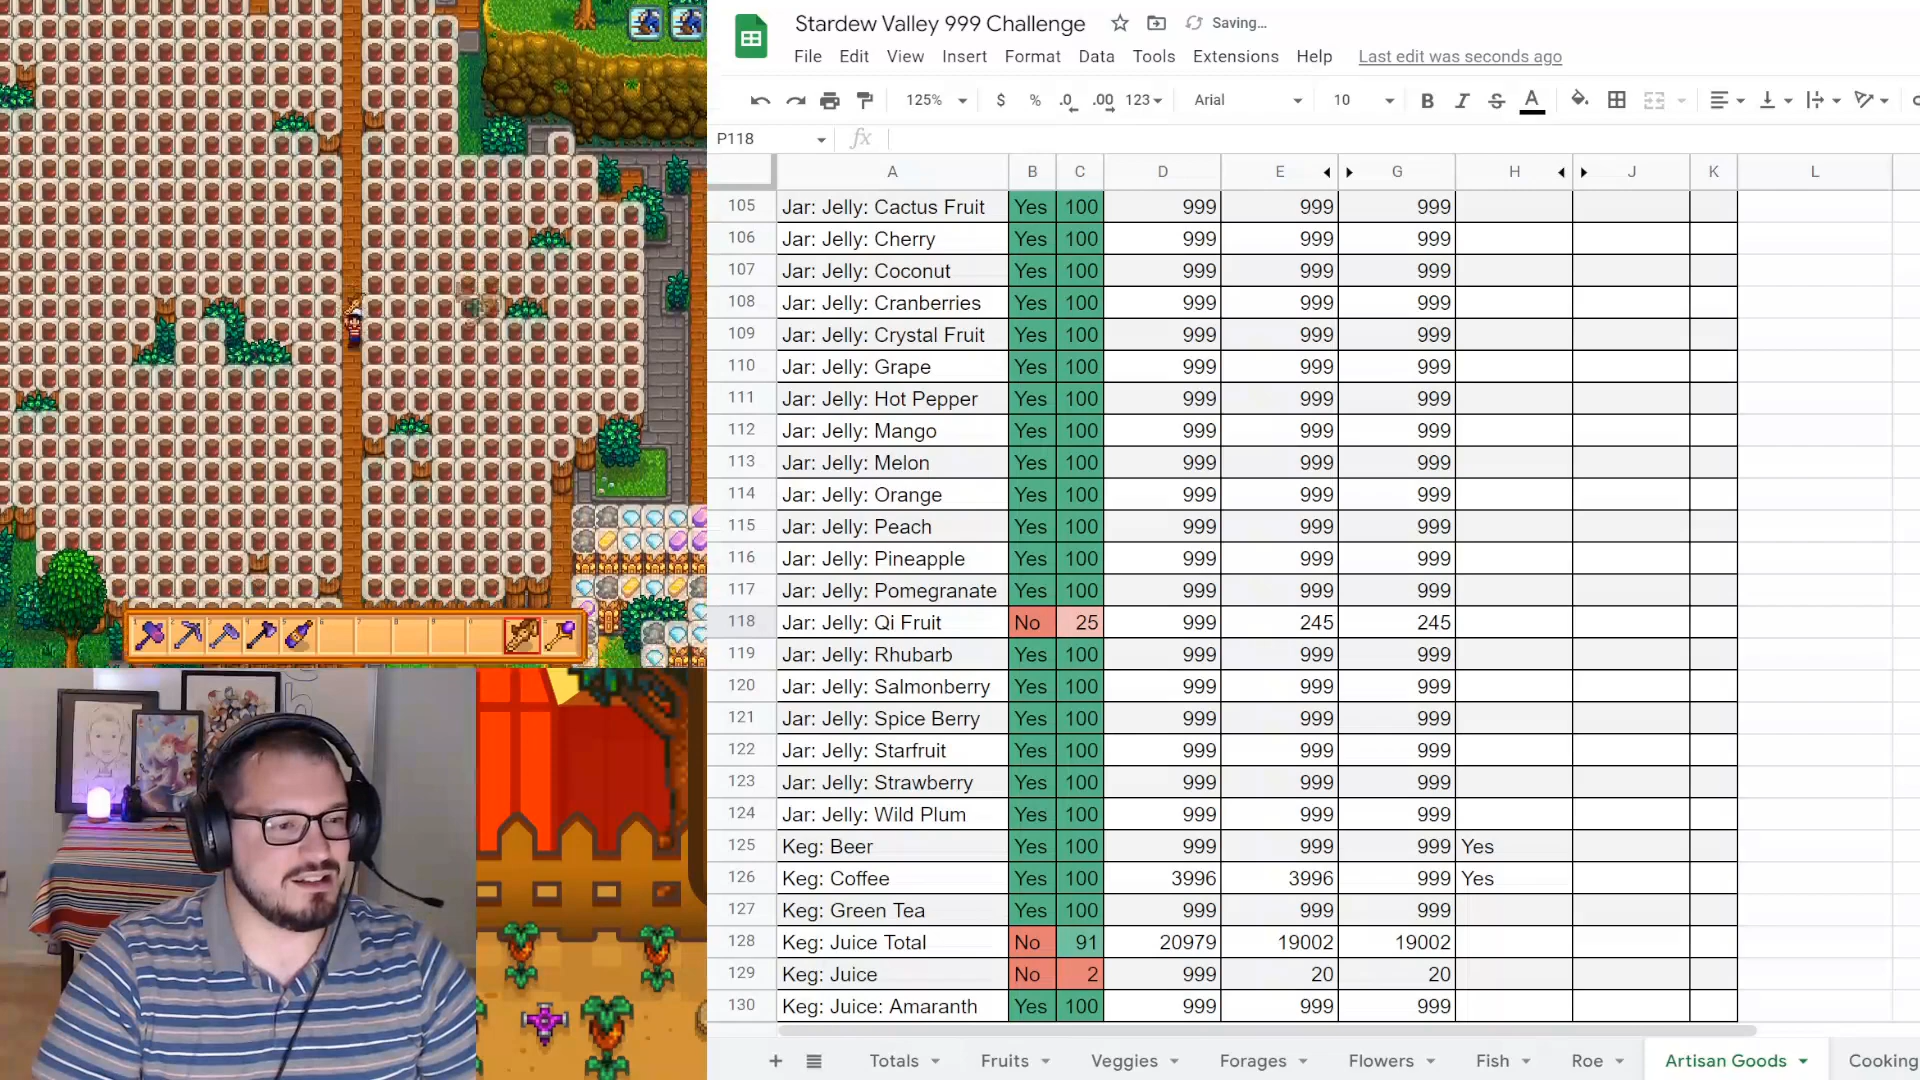 Stardew Valley 999 Challenge Saving...
File Edit View Insert Format Data Tools Extensions Help Last edit was seconds ago
125% $ % .0 .00 123 Arial 10 B I S A
P118 fx
A B C D E G H J K L
105 Jar: Jelly: Cactus Fruit Yes 100 999 999 999
106 Jar: Jelly: Cherry Yes 100 999 999 999
107 Jar: Jelly: Coconut Yes 100 999 999 999
108 Jar: Jelly: Cranberries Yes 100 999 999 999
109 Jar: Jelly: Crystal Fruit Yes 100 999 999 999
110 Jar: Jelly: Grape Yes 100 999 999 999
111 Jar: Jelly: Hot Pepper Yes 100 999 999 999
112 Jar: Jelly: Mango Yes 100 999 999 999
113 Jar: Jelly: Melon Yes 100 999 999 999
114 Jar: Jelly: Orange Yes 100 999 999 999
115 Jar: Jelly: Peach Yes 100 999 999 999
116 Jar: Jelly: Pineapple Yes 100 999 999 999
117 Jar: Jelly: Pomegranate Yes 100 999 999 999
118 Jar: Jelly: Qi Fruit No 25 999 245 245
119 Jar: Jelly: Rhubarb Yes 100 999 999 999
120 Jar: Jelly: Salmonberry Yes 100 999 999 999
121 Jar: Jelly: Spice Berry Yes 100 999 999 999
122 Jar: Jelly: Starfruit Yes 100 999 999 999
123 Jar: Jelly: Strawberry Yes 100 999 999 999
124 Jar: Jelly: Wild Plum Yes 100 999 999 999
125 Keg: Beer Yes 100 999 999 999 Yes
126 Keg: Coffee Yes 100 3996 3996 999 Yes
127 Keg: Green Tea Yes 100 999 999 999
128 Keg: Juice Total No 91 20979 19002 19002
129 Keg: Juice No 2 999 20 20
130 Keg: Juice: Amaranth Yes 100 999 999 999
Totals Fruits Veggies Forages Flowers Fish Roe Artisan Goods Cooking